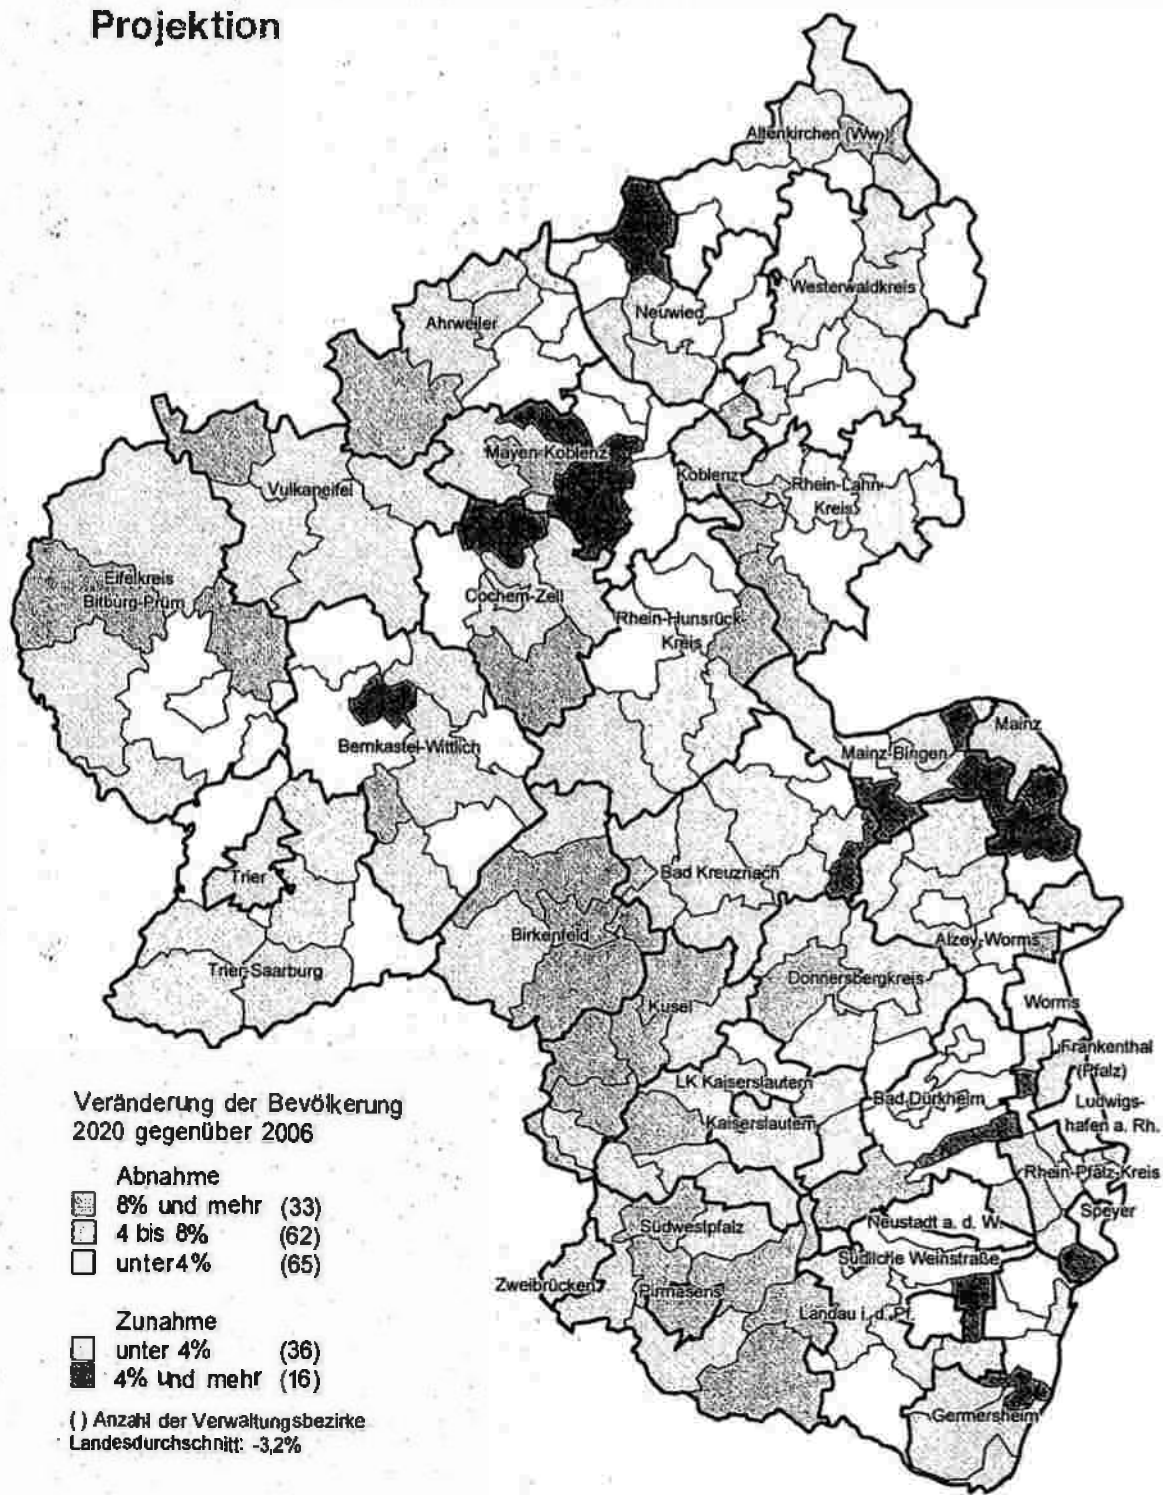 Projektion
Altenkirchen (Ww)
Westerwaldkreis
Neuwied
Ahrweiler
Mayen-Koblenz
Koblenz
Rhein-Lahn-
Kreis
Vulkaneifel
Eifelkreis
Bitburg-Prüm
Cochem-Zell
Rhein-Hunsrück-
Kreis
Mainz
Mainz-Bingen
Bernkastel-Wittlich
Trier
Bad Kreuznach
Birkenfeld
Alzey-Worms
Trier-Saarburg
Donnersbergkreis
Kusel
Worms
Frankenthal
(Pfalz)
LK Kaiserslautern
Bad Dürkheim
Ludwigs-
hafen a. Rh.
Kaiserslautern
Rhein-Pfalz-Kreis
Speyer
Südwestpfalz
Neustadt a. d. W.
Südliche Weinstraße
Zweibrücken
Pirmasens
Landau i. d. Pf.
Germersheim
Veränderung der Bevölkerung
2020 gegenüber 2006
Abnahme
8% und mehr (33)
4 bis 8% (62)
unter 4% (65)
Zunahme
unter 4% (36)
4% und mehr (16)
( ) Anzahl der Verwaltungsbezirke
Landesdurchschnitt: -3,2%